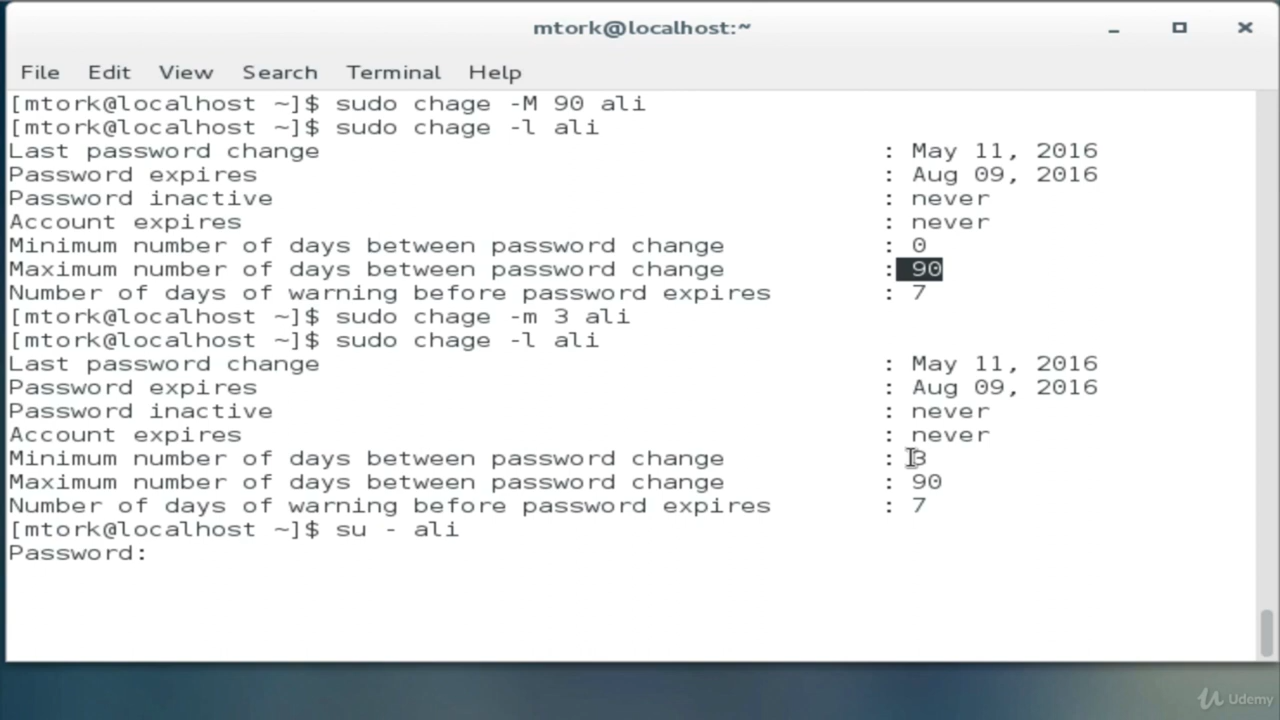 mtork@localhost:~
File Edit View Search Terminal Help
[mtork@localhost ~]$ sudo chage -M 90 ali
[mtork@localhost ~]$ sudo chage -l ali
Last password change : May 11, 2016
Password expires : Aug 09, 2016
Password inactive : never
Account expires : never
Minimum number of days between password change : 0
Maximum number of days between password change : 90
Number of days of warning before password expires : 7
[mtork@localhost ~]$ sudo chage -m 3 ali
[mtork@localhost ~]$ sudo chage -l ali
Last password change : May 11, 2016
Password expires : Aug 09, 2016
Password inactive : never
Account expires : never
Minimum number of days between password change : 3
Maximum number of days between password change : 90
Number of days of warning before password expires : 7
[mtork@localhost ~]$ su - ali
Password:
Udemy